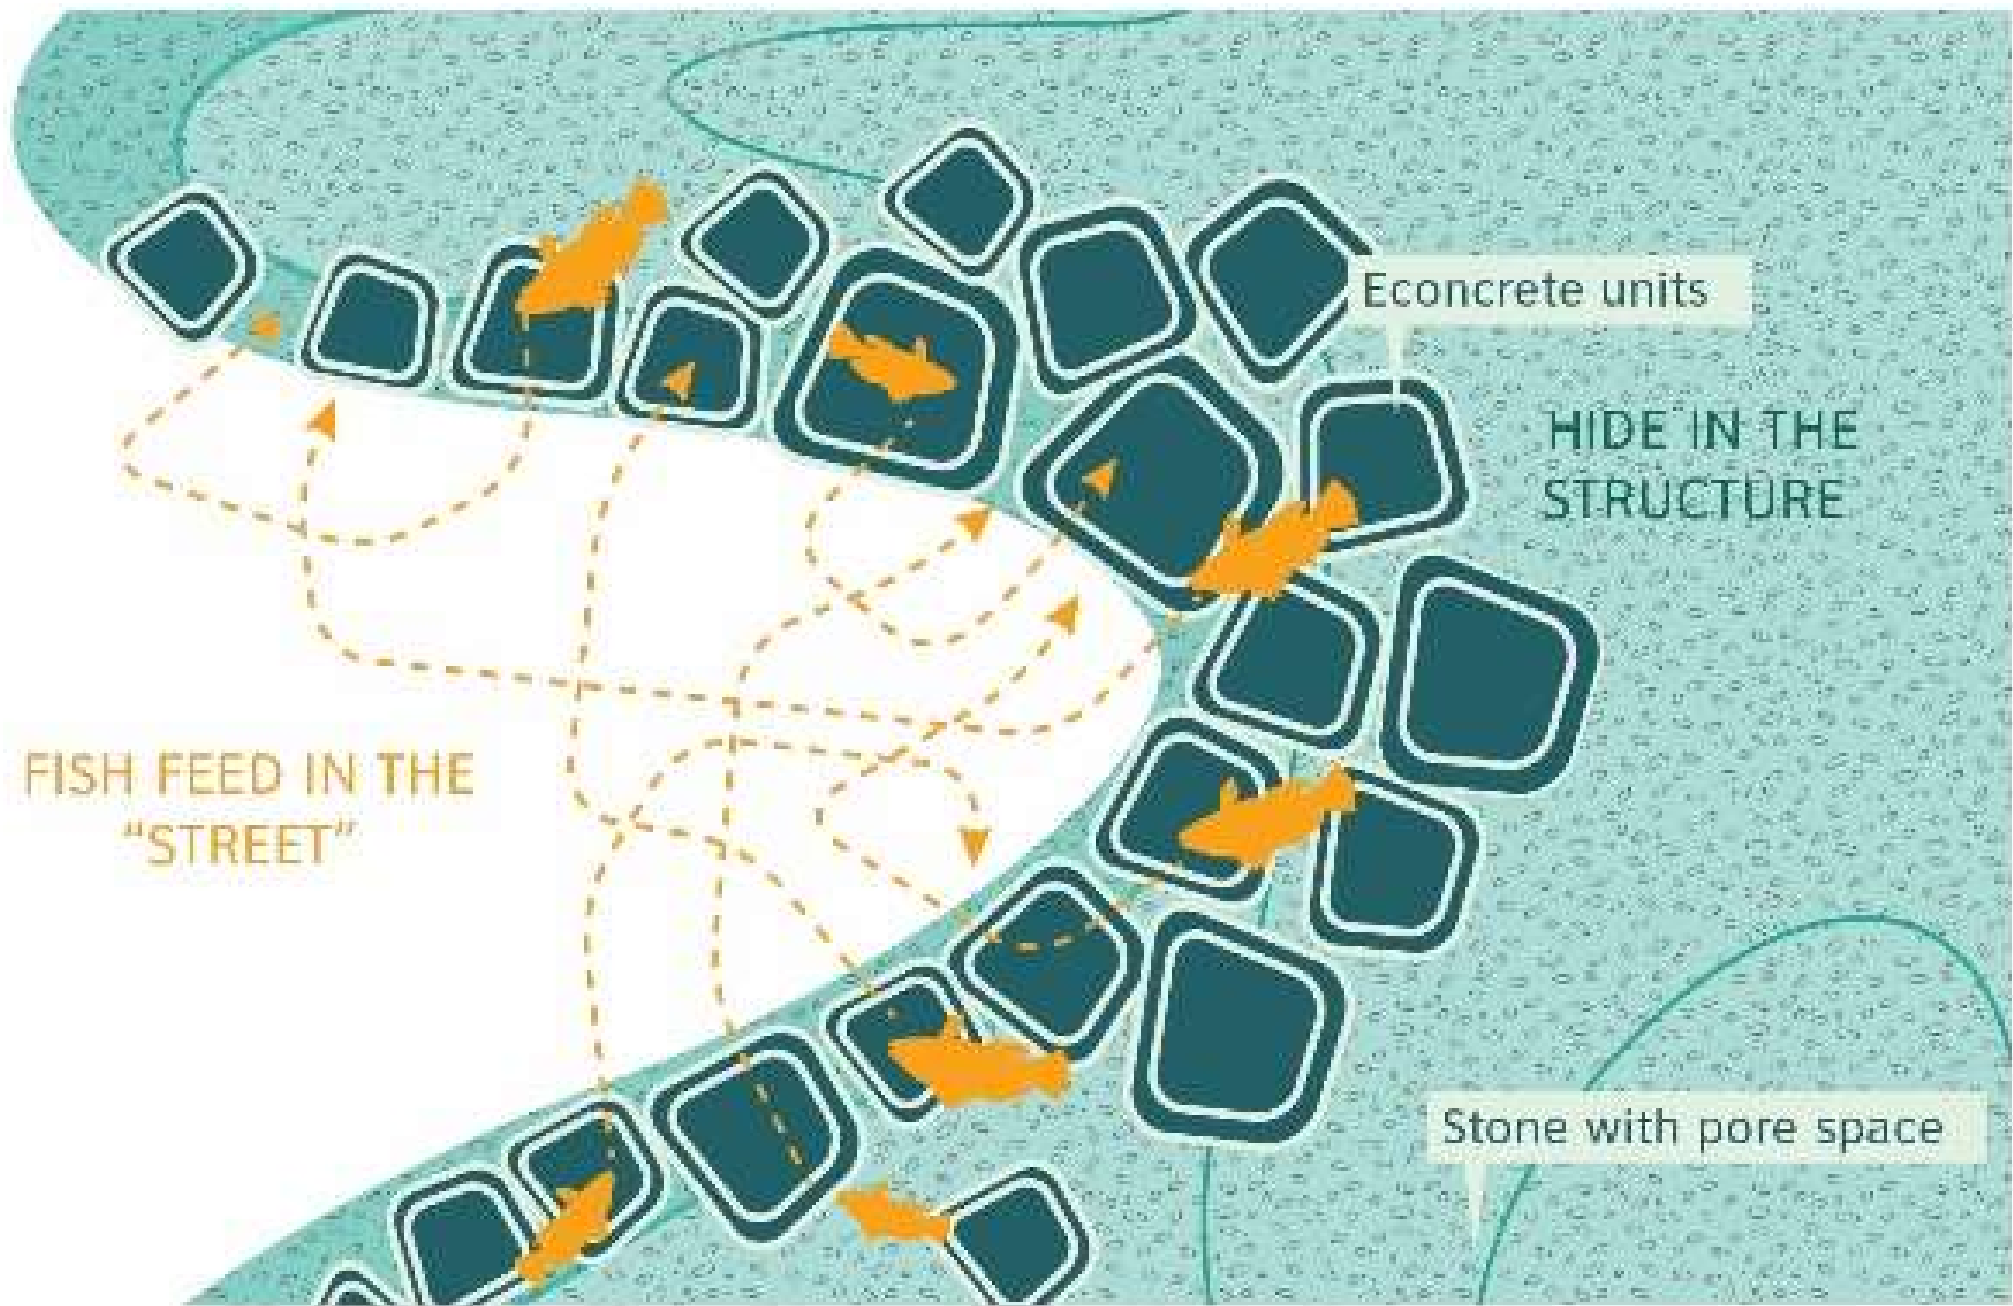 Econcrete units
HIDE IN THE
STRUCTURE
FISH FEED IN THE
“STREET”
Stone with pore space